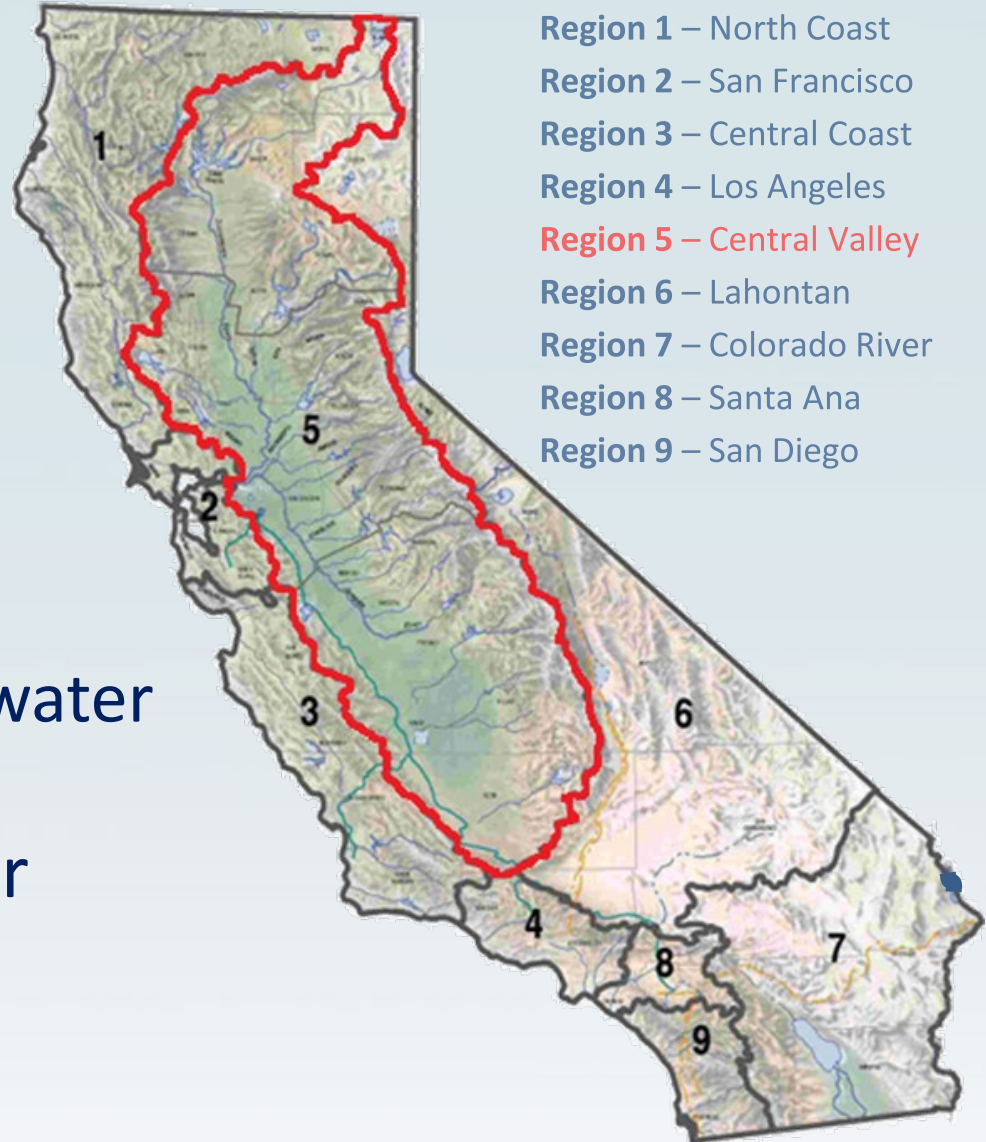 Region 1 – North Coast
Region 2 – San Francisco
Region 3 – Central Coast
Region 4 – Los Angeles
Region 5 – Central Valley
Region 6 – Lahontan
Region 7 – Colorado River
Region 8 – Santa Ana
Region 9 – San Diego
1
5
2
water
3
6
r
4
7
8
9